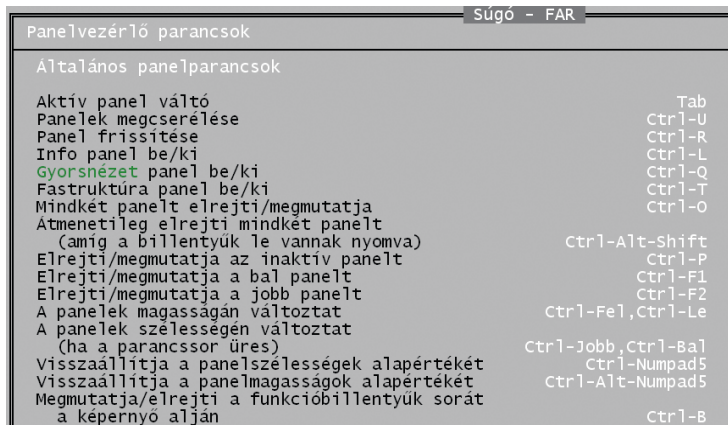 Súgó - FAR
Panelvezérlő parancsok
Általános panelparancsok
Aktív panel váltó Tab
Panelek megcserélése Ctrl-U
Panel frissítése Ctrl-R
Info panel be/ki Ctrl-L
Gyorsnézet panel be/ki Ctrl-Q
Fastruktúra panel be/ki Ctrl-T
Mindkét panelt elrejti/megmutatja Ctrl-O
Átmenetileg elrejti mindkét panelt
(amíg a billentyűk le vannak nyomva) Ctrl-Alt-Shift
Elrejti/megmutatja az inaktív panelt Ctrl-P
Elrejti/megmutatja a bal panelt Ctrl-F1
Elrejti/megmutatja a jobb panelt Ctrl-F2
A panelek magasságán változtat Ctrl-Fel,Ctrl-Le
A panelek szélességén változtat
(ha a parancssor üres) Ctrl-Jobb,Ctrl-Bal
Visszaállítja a panelszélességek alapértékét Ctrl-Numpad5
Visszaállítja a panelmagasságok alapértékét Ctrl-Alt-Numpad5
Megmutatja/elrejti a funkcióbillentyűk sorát
a képernyő alján Ctrl-B